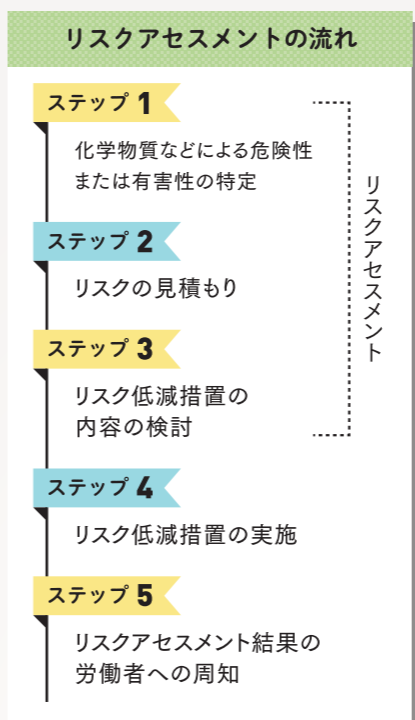 リスクアセスメントの流れ
ステップ 1
化学物質などによる危険性
または有害性の特定
ステップ 2
リスクの見積もり
ステップ 3
リスク低減措置の
内容の検討
リスクアセスメント
ステップ 4
リスク低減措置の実施
ステップ 5
リスクアセスメント結果の
労働者への周知